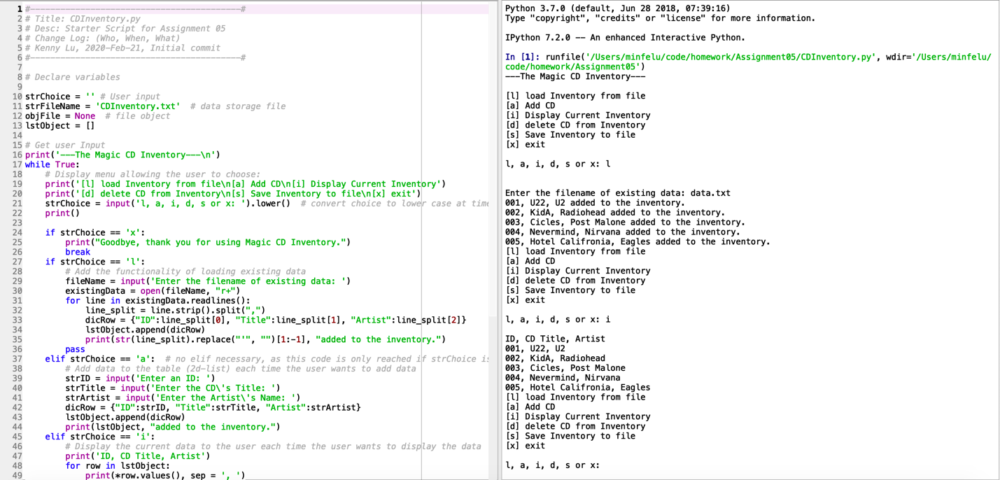 1 #------------------------------------------#
2 # Title: CDInventory.py
3 # Desc: Starter Script for Assignment 05
4 # Change Log: (Who, When, What)
5 # Kenny Lu, 2020-Feb-21, Initial commit
6 #------------------------------------------#
7
8 # Declare variables
9
10 strChoice = '' # User input
11 strFileName = 'CDInventory.txt'  # data storage file
12 objFile = None  # file object
13 lstObject = []
14
15 # Get user Input
16 print('---The Magic CD Inventory---\n')
17 while True:
18     # Display menu allowing the user to choose:
19     print('[l] load Inventory from file\n[a] Add CD\n[i] Display Current Inventory')
20     print('[d] delete CD from Inventory\n[s] Save Inventory to file\n[x] exit')
21     strChoice = input('l, a, i, d, s or x: ').lower()  # convert choice to lower case at time
22     print()
23
24     if strChoice == 'x':
25         print("Goodbye, thank you for using Magic CD Inventory.")
26         break
27     if strChoice == 'l':
28         # Add the functionality of loading existing data
29         fileName = input('Enter the filename of existing data: ')
30         existingData = open(fileName, "r+")
31         for line in existingData.readlines():
32             line_split = line.strip().split(",")
33             dicRow = {"ID":line_split[0], "Title":line_split[1], "Artist":line_split[2]}
34             lstObject.append(dicRow)
35             print(str(line_split).replace("'", "")[1:-1], "added to the inventory.")
36         pass
37     elif strChoice == 'a':  # no elif necessary, as this code is only reached if strChoice is
38         # Add data to the table (2d-list) each time the user wants to add data
39         strID = input('Enter an ID: ')
40         strTitle = input('Enter the CD\'s Title: ')
41         strArtist = input('Enter the Artist\'s Name: ')
42         dicRow = {"ID":strID, "Title":strTitle, "Artist":strArtist}
43         lstObject.append(dicRow)
44         print(lstObject, "added to the inventory.")
45     elif strChoice == 'i':
46         # Display the current data to the user each time the user wants to display the data
47         print('ID, CD Title, Artist')
48         for row in lstObject:
49             print(*row.values(), sep = ', ')
Python 3.7.0 (default, Jun 28 2018, 07:39:16)
Type "copyright", "credits" or "license" for more information.

IPython 7.2.0 -- An enhanced Interactive Python.

In [1]: runfile('/Users/minfelu/code/homework/Assignment05/CDInventory.py', wdir='/Users/minfelu/
code/homework/Assignment05')
---The Magic CD Inventory---

[l] load Inventory from file
[a] Add CD
[i] Display Current Inventory
[d] delete CD from Inventory
[s] Save Inventory to file
[x] exit

l, a, i, d, s or x: l

Enter the filename of existing data: data.txt
001, U22, U2 added to the inventory.
002, KidA, Radiohead added to the inventory.
003, Cicles, Post Malone added to the inventory.
004, Nevermind, Nirvana added to the inventory.
005, Hotel Califronia, Eagles added to the inventory.
[l] load Inventory from file
[a] Add CD
[i] Display Current Inventory
[d] delete CD from Inventory
[s] Save Inventory to file
[x] exit

l, a, i, d, s or x: i

ID, CD Title, Artist
001, U22, U2
002, KidA, Radiohead
003, Cicles, Post Malone
004, Nevermind, Nirvana
005, Hotel Califronia, Eagles
[l] load Inventory from file
[a] Add CD
[i] Display Current Inventory
[d] delete CD from Inventory
[s] Save Inventory to file
[x] exit

l, a, i, d, s or x: